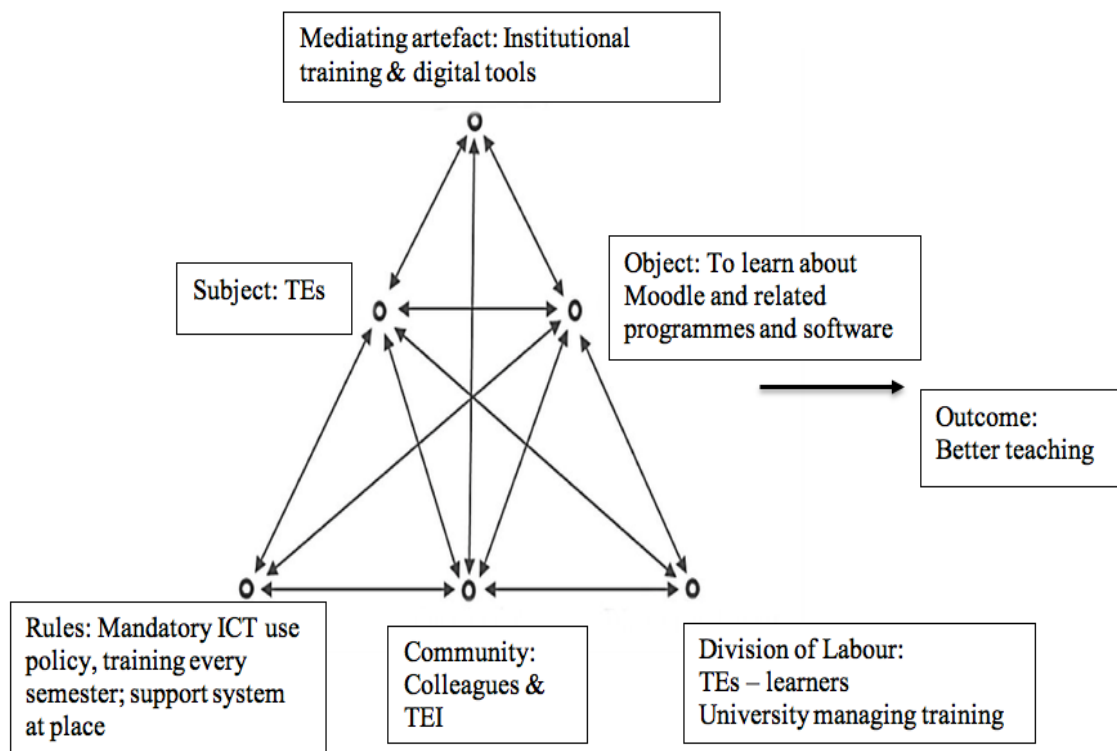 Mediating artefact: Institutional
training & digital tools
Subject: TEs
Object: To learn about
Moodle and related
programmes and software
Outcome:
Better teaching
Rules: Mandatory ICT use
policy, training every
semester; support system
at place
Community:
Colleagues &
TEI
Division of Labour:
TEs – learners
University managing training